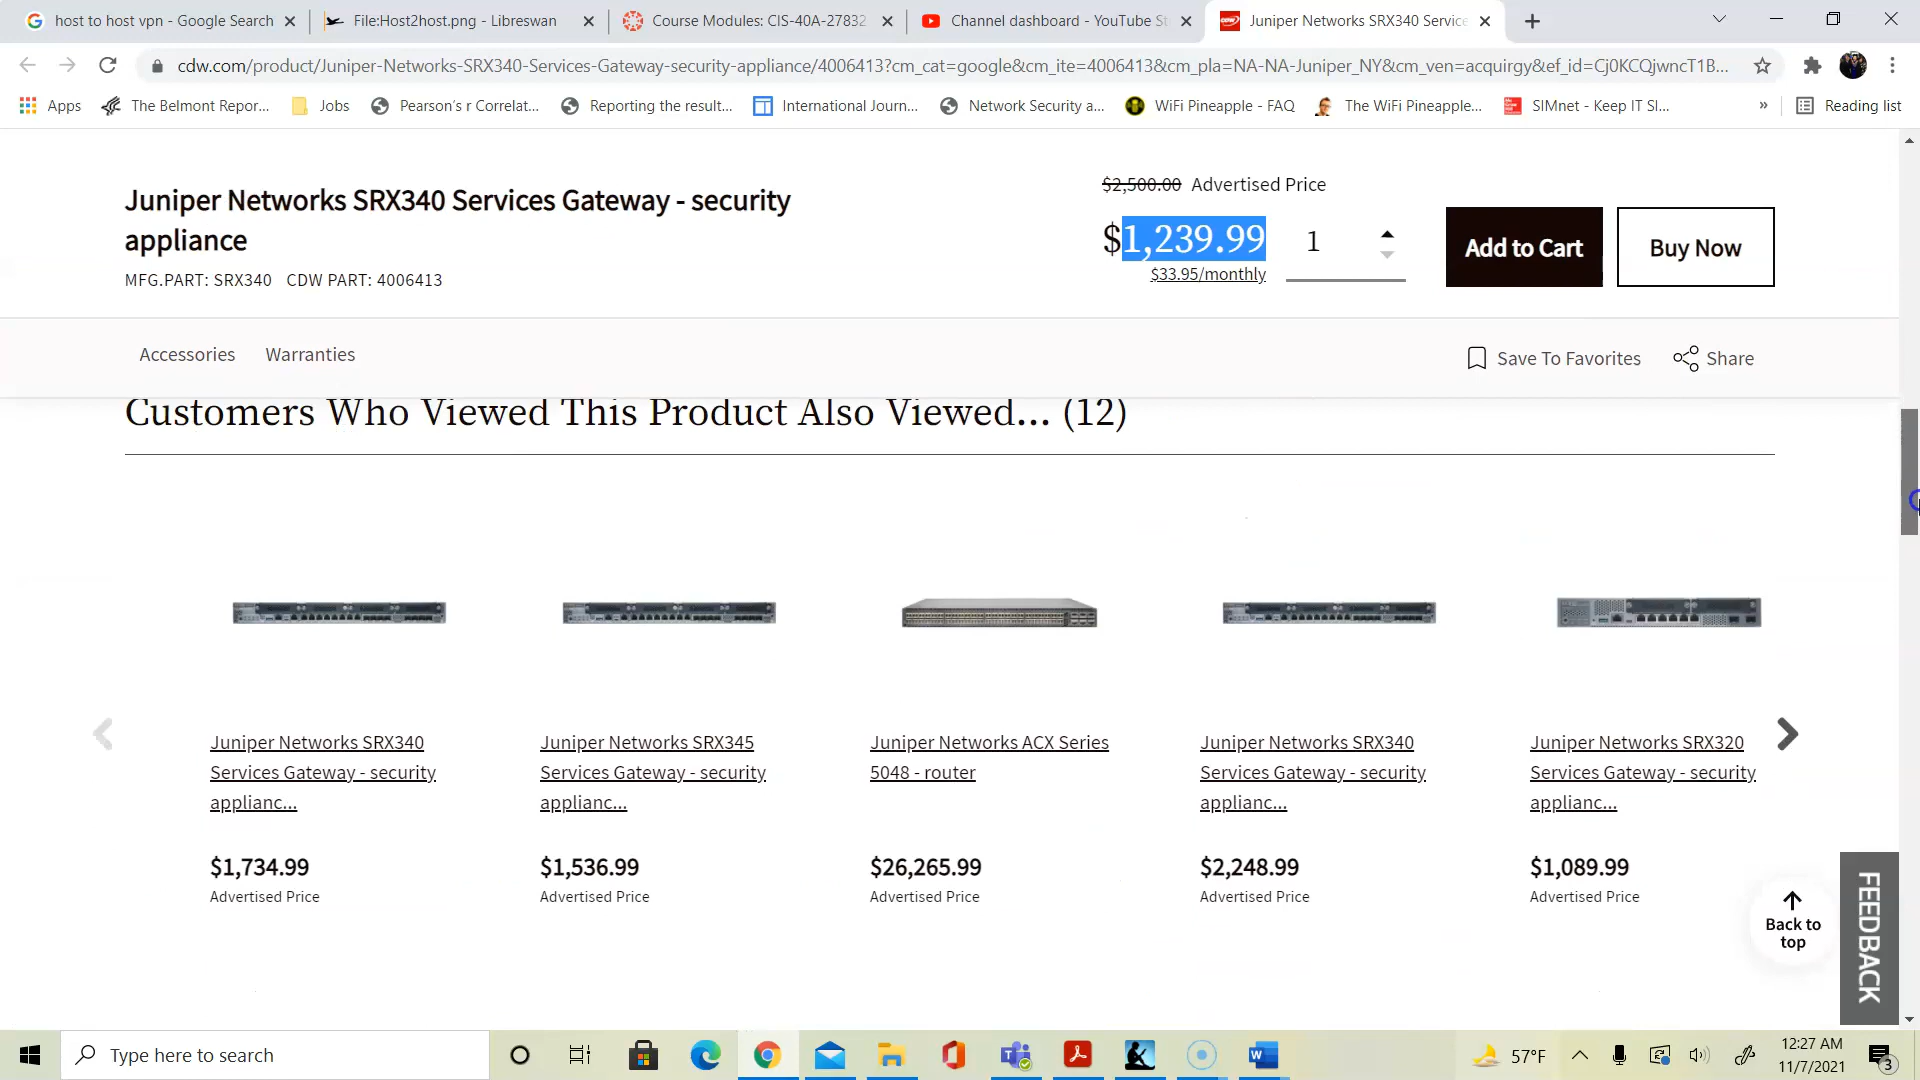 host to host vpn - Google Search
File:Host2host.png - Libreswan
Course Modules: CIS-40A-27832
Channel dashboard - YouTube St
Juniper Networks SRX340 Service
cdw.com/product/Juniper-Networks-SRX340-Services-Gateway-security-appliance/4006413?cm_cat=google&cm_ite=4006413&cm_pla=NA-NA-Juniper_NY&cm_ven=acquirgy&ef_id=Cj0KCQjwncT1B...
Apps
The Belmont Repor...
Jobs
Pearson's r Correlat...
Reporting the result...
International Journ...
Network Security a...
WiFi Pineapple - FAQ
The WiFi Pineapple...
SIMnet - Keep IT SI...
»
Reading list
Juniper Networks SRX340 Services Gateway - security
appliance
MFG.PART: SRX340 CDW PART: 4006413
$2,500.00 Advertised Price
$1,239.99
$33.95/monthly
1
Add to Cart
Buy Now
Accessories
Warranties
Save To Favorites
Share
Customers Who Viewed This Product Also Viewed... (12)
Juniper Networks SRX340
Services Gateway - security
applianc...
$1,734.99
Advertised Price
Juniper Networks SRX345
Services Gateway - security
applianc...
$1,536.99
Advertised Price
Juniper Networks ACX Series
5048 - router
$26,265.99
Advertised Price
Juniper Networks SRX340
Services Gateway - security
applianc...
$2,248.99
Advertised Price
Juniper Networks SRX320
Services Gateway - security
applianc...
$1,089.99
Advertised Price
Back to
top
FEEDBACK
Type here to search
57°F
12:27 AM
11/7/2021
3